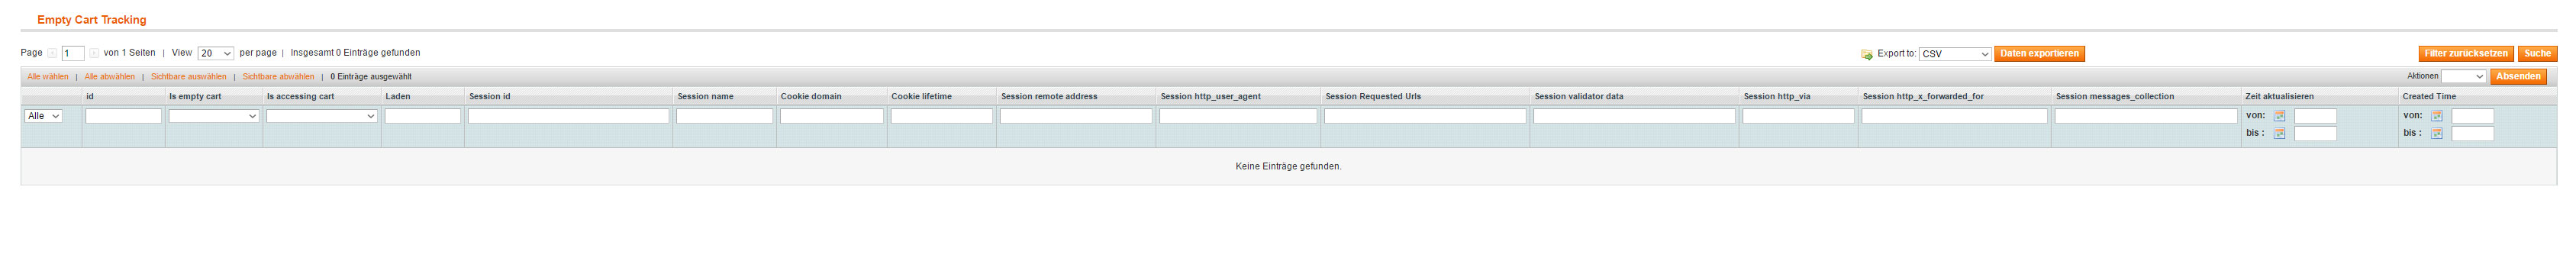 Empty Cart Tracking
Page 1 von 1 Seiten | View 20 per page | Insgesamt 0 Einträge gefunden Export to: CSV Daten exportieren Filter zurücksetzen Suche
Alle wählen | Alle abwählen | Sichtbare auswählen | Sichtbare abwählen | 0 Einträge ausgewählt Aktionen Absenden
id Is empty cart Is accessing cart Laden Session id Session name Cookie domain Cookie lifetime Session remote address Session http_user_agent Session Requested Urls Session validator data Session http_via Session http_x_forwarded_for Session messages_collection Zeit aktualisieren Created Time
Alle von: von:
bis : bis :
Keine Einträge gefunden.